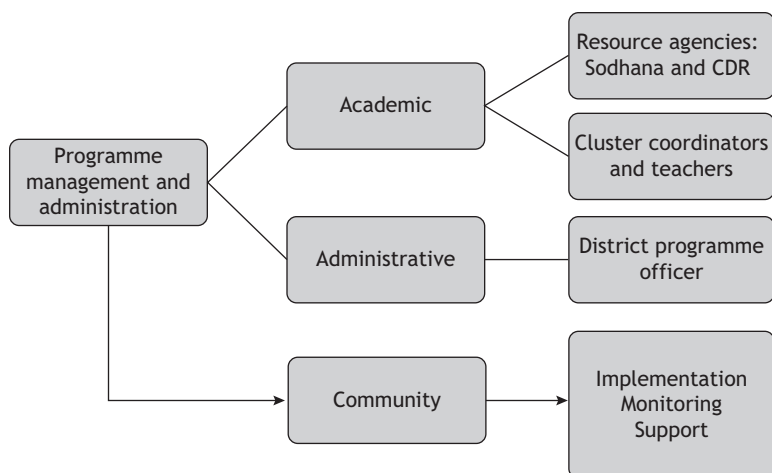 Programme
management and
administration
Academic
Resource agencies:
Sodhana and CDR
Cluster coordinators
and teachers
Administrative
District programme
officer
Community
Implementation
Monitoring
Support